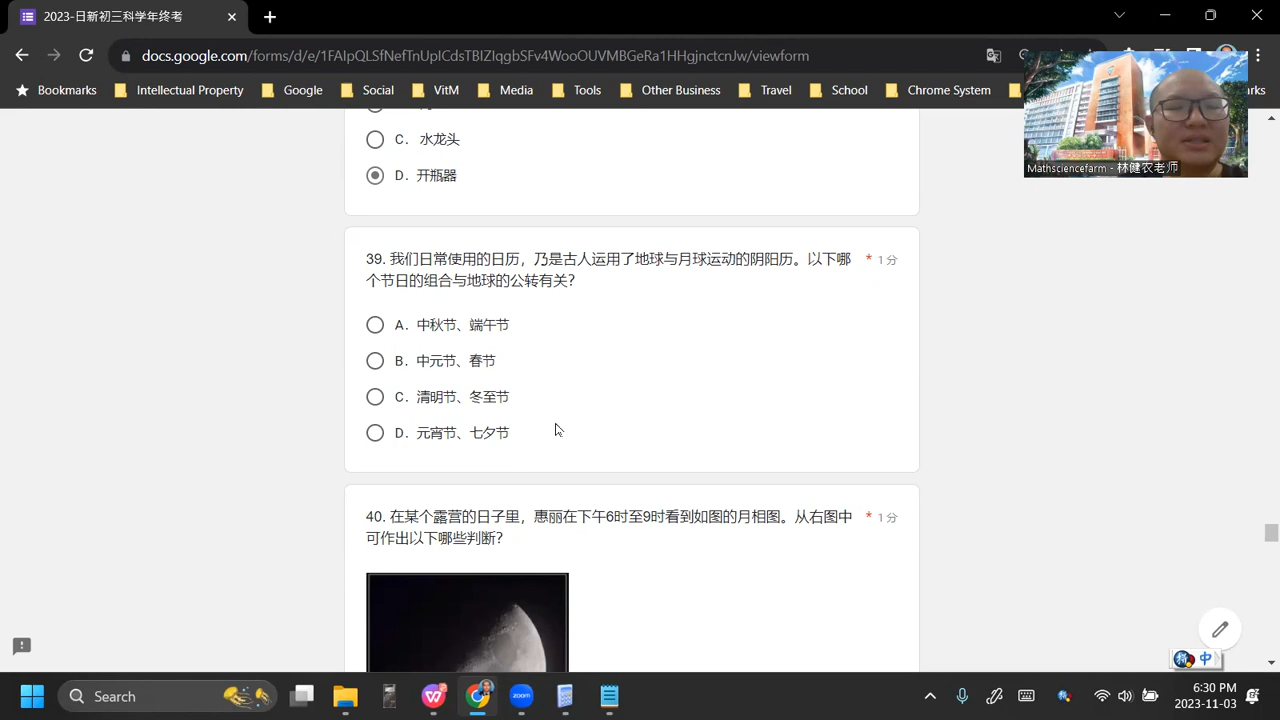 2023-日新初三科学年终考
docs.google.com/forms/d/e/1FAIpQLSfNefTnUpICdsTBIZIqgbSEy4WooOUVMBGeRa1HHgjnctcnJw/viewform
Bookmarks
Intellectual Property
Google
Social
VitM
Media
Tools
Other Business
Travel
School
Chrome System
Mathsciencefarm - 林健农老师
C. 水龙头
D. 开瓶器
39. 我们日常使用的日历，乃是古人运用了地球与月球运动的阴阳历。以下哪 * 1分
个节日的组合与地球的公转有关？
A. 中秋节、端午节
B. 中元节、春节
C. 清明节、冬至节
D. 元宵节、七夕节
40. 在某个露营的日子里，惠丽在下午6时至9时看到如图的月相图。从右图中 * 1分
可作出以下哪些判断？
中
Search
zoom
6:30 PM
2023-11-03